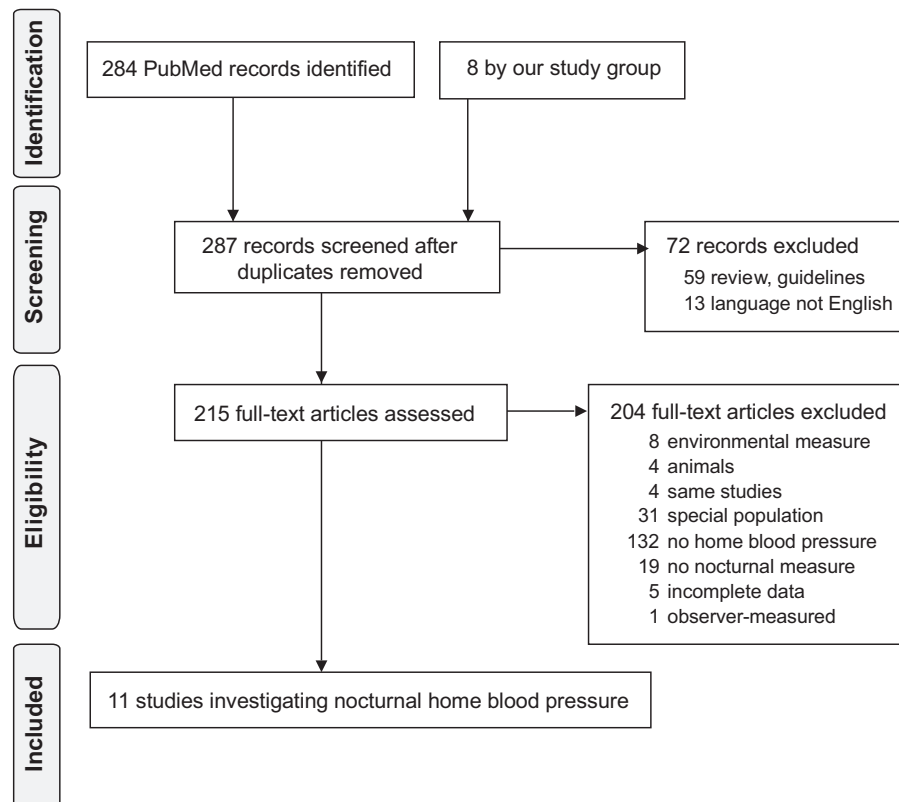 Identification
284 PubMed records identified
8 by our study group
Screening
287 records screened after
duplicates removed
72 records excluded
59 review, guidelines
13 language not English
Eligibility
215 full-text articles assessed
204 full-text articles excluded
8 environmental measure
4 animals
4 same studies
31 special population
132 no home blood pressure
19 no nocturnal measure
5 incomplete data
1 observer-measured
Included
11 studies investigating nocturnal home blood pressure